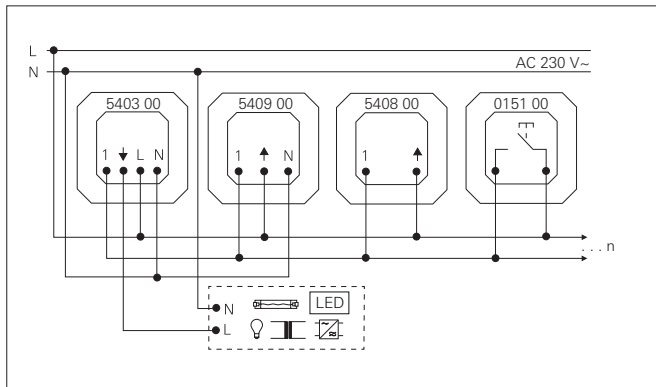 L
N
AC 230 V~
5403 00
5409 00
5408 00
0151 00
1 L N
1 N
1
. . . n
N
LED
L